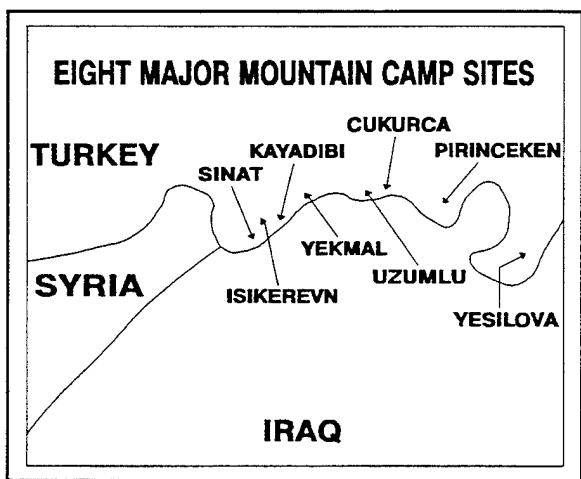 EIGHT MAJOR MOUNTAIN CAMP SITES
CUKURCA
TURKEY
KAYADIBI
PIRINCEKEN
SINAT
YEKMAL
UZUMLU
SYRIA
ISIKEREVN
YESILOVA
IRAQ